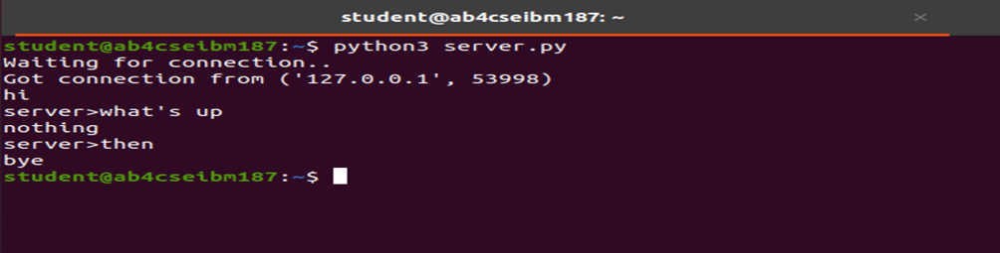 student@ab4cseibm187: ~
student@ab4cseibm187:~$ python3 server.py
Waiting for connection..
Got connection from ('127.0.0.1', 53998)
hi
server>what's up
nothing
server>then
bye
student@ab4cseibm187:~$